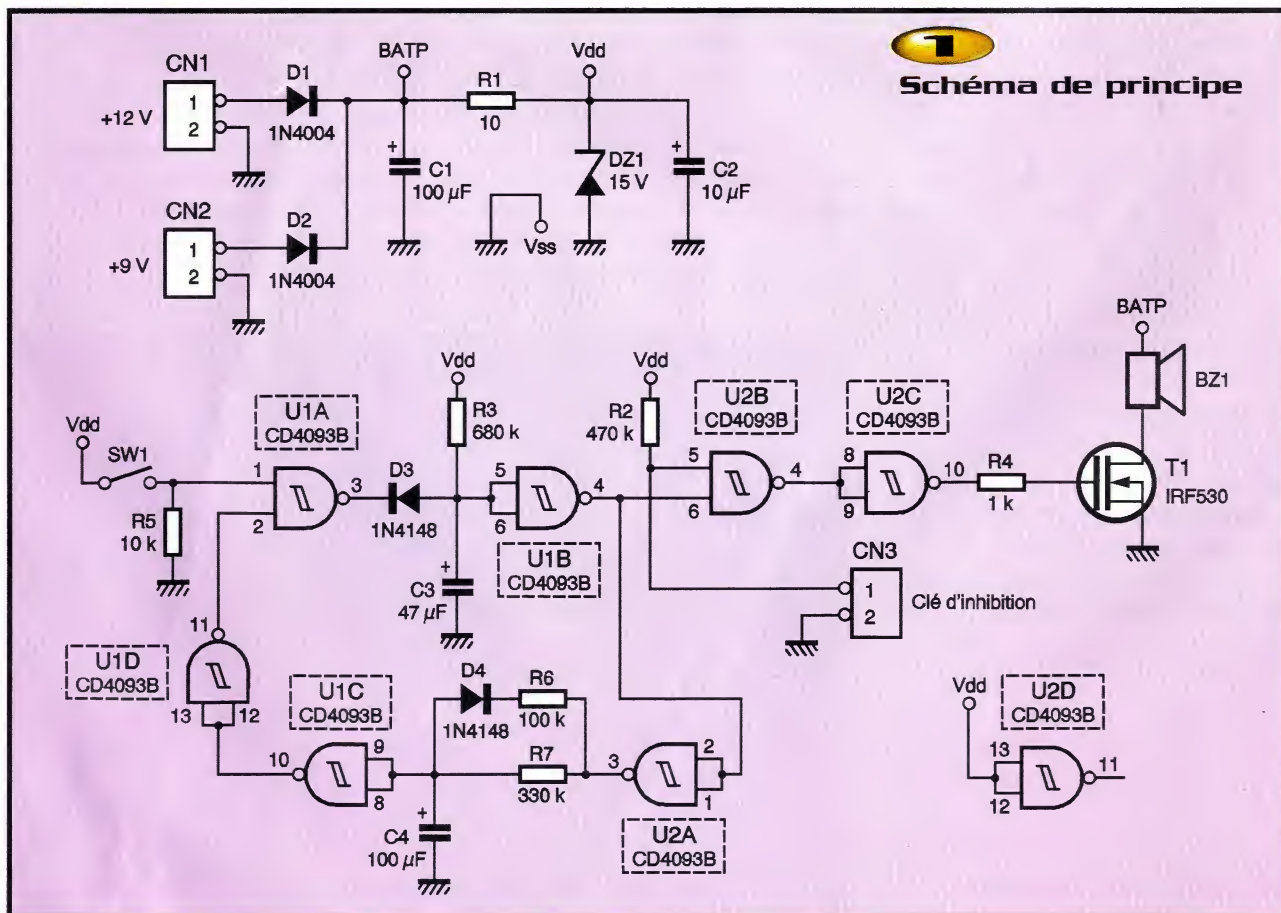 1
Schéma de principe
CN1
+12 V
1
2
D1
1N4004
BATP
R1
10
Vdd
+
C1
100 µF
DZ1
15 V
+
C2
10 µF
Vss
CN2
+9 V
1
2
D2
1N4004
Vdd
SW1
R5
10 k
U1A
CD4093B
1
2
3
D3
1N4148
Vdd
R3
680 k
+
C3
47 µF
5
6
4
U1B
CD4093B
Vdd
R2
470 k
U2B
CD4093B
5
6
4
U2C
CD4093B
8
9
10
R4
1 k
BATP
BZ1
T1
IRF530
CN3
1
2
Clé d'inhibition
11
U1D
CD4093B
13
12
U1C
CD4093B
10
9
8
D4
1N4148
R6
100 k
R7
330 k
+
C4
100 µF
3
2
1
U2A
CD4093B
Vdd
U2D
CD4093B
13
12
11